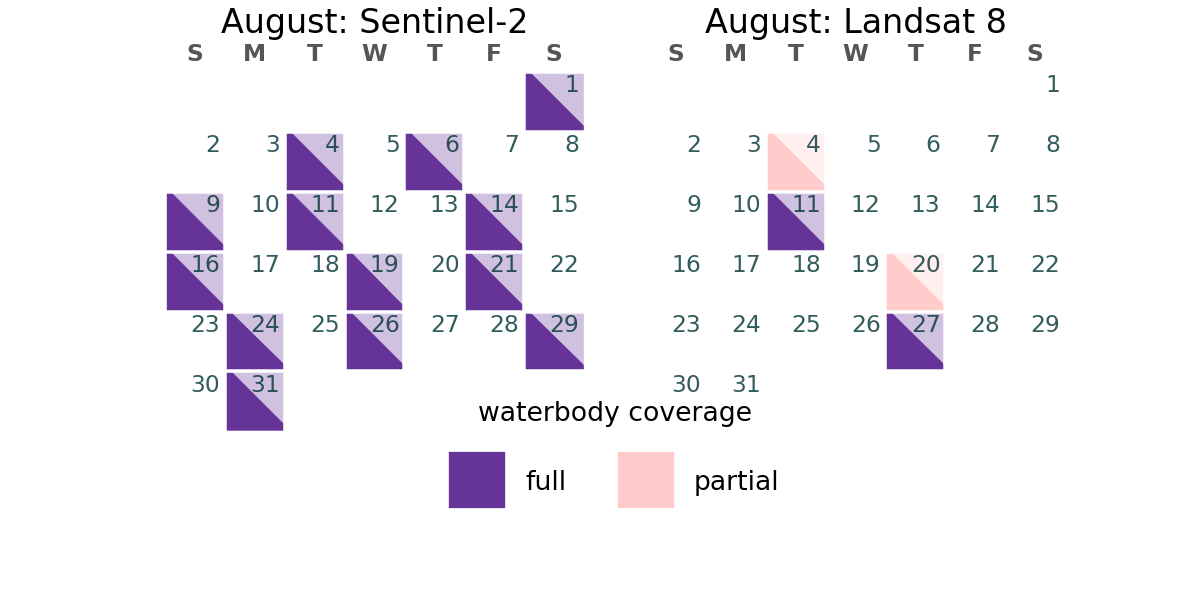 August: Sentinel-2
S M T W T F S
1
2 3 4 5 6 7 8
9 10 11 12 13 14 15
16 17 18 19 20 21 22
23 24 25 26 27 28 29
30 31
August: Landsat 8
S M T W T F S
1
2 3 4 5 6 7 8
9 10 11 12 13 14 15
16 17 18 19 20 21 22
23 24 25 26 27 28 29
30 31
waterbody coverage
full partial